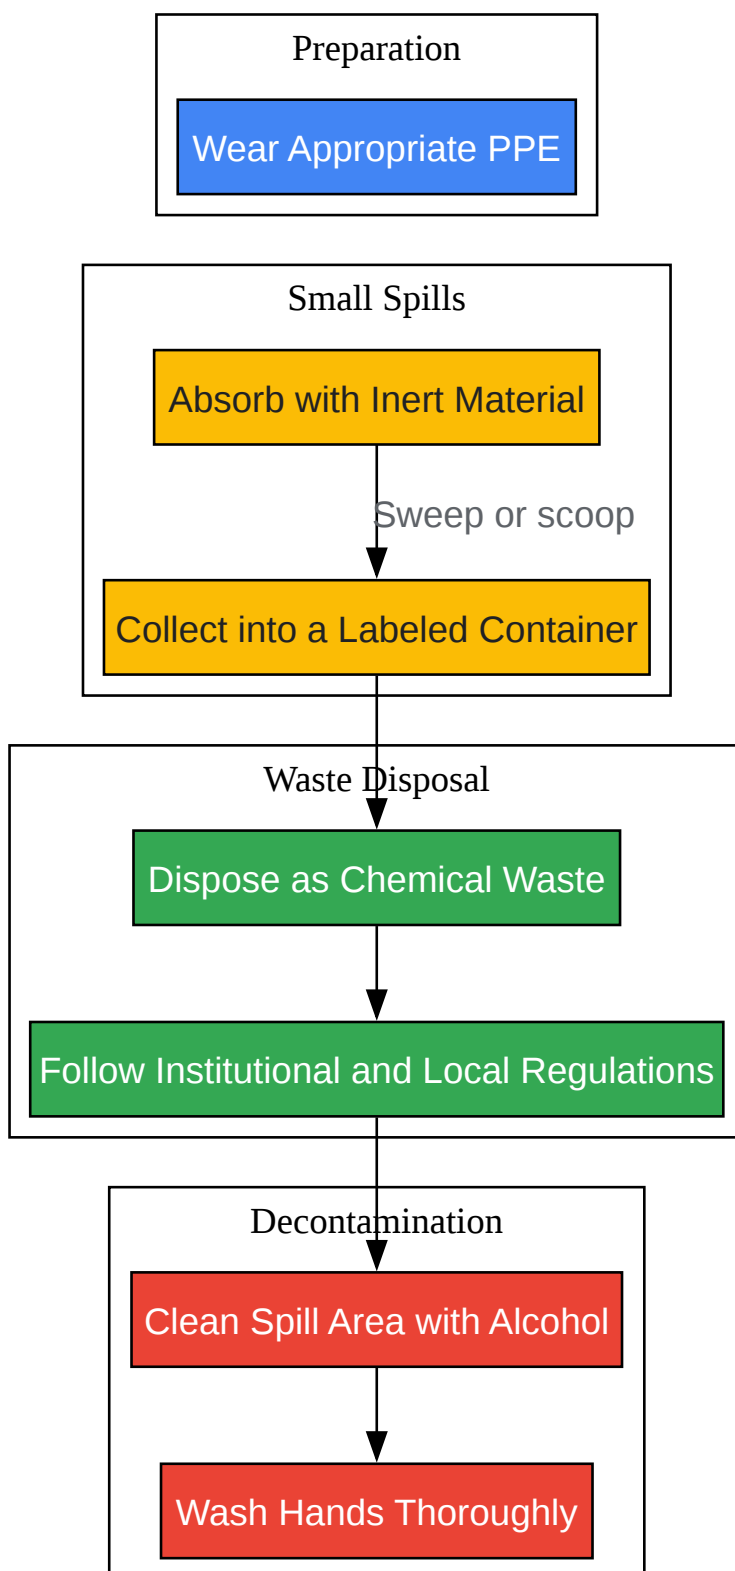 Preparation
Wear Appropriate PPE
Small Spills
Absorb with Inert Material
Sweep or scoop
Collect into a Labeled Container
Waste Disposal
Dispose as Chemical Waste
Follow Institutional and Local Regulations
Decontamination
Clean Spill Area with Alcohol
Wash Hands Thoroughly